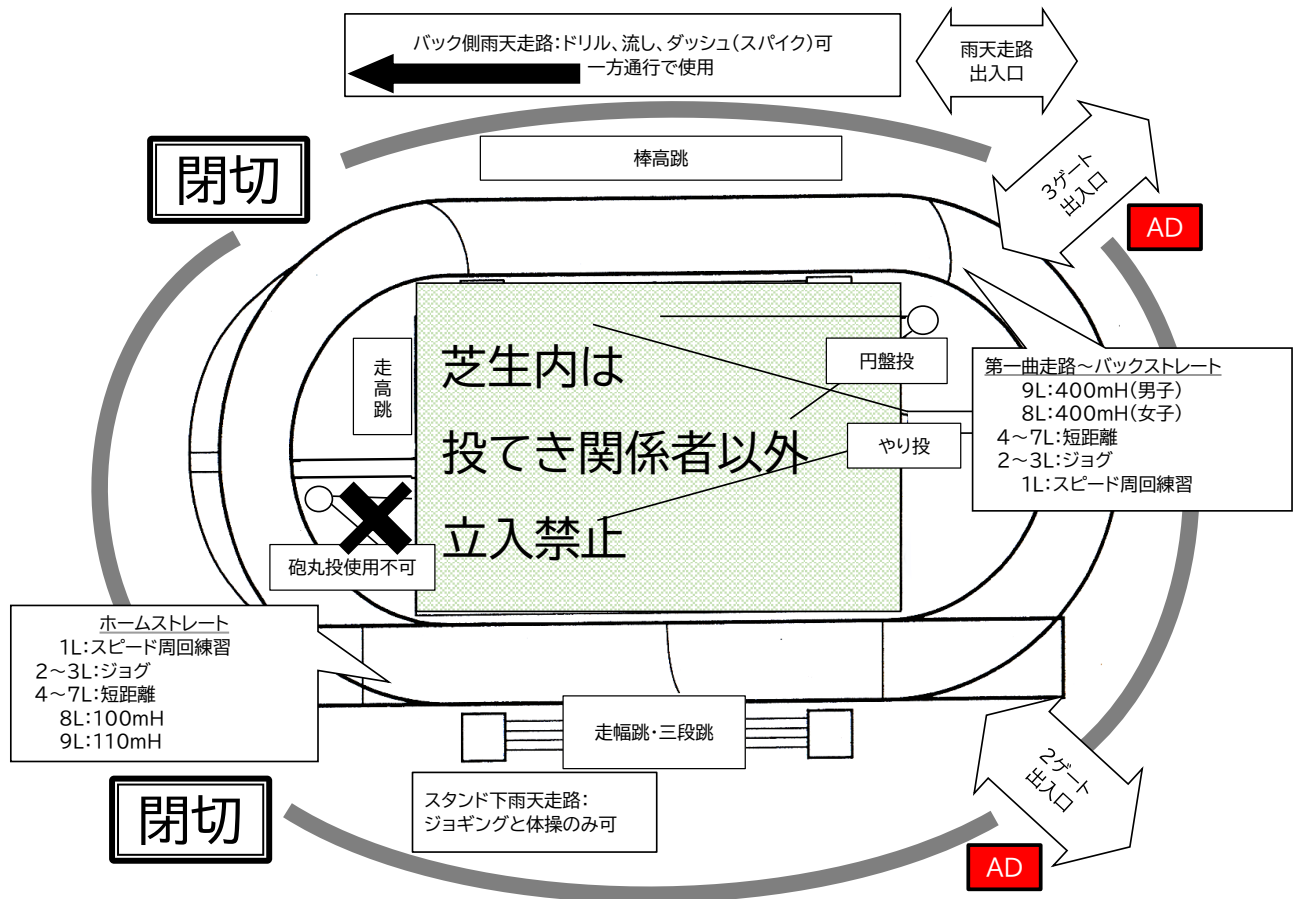 バック側雨天走路:ドリル、流し、ダッシュ(スパイク)可
一方通行で使用
雨天走路
出入口
閉切
棒高跳
3ゲート
出入口
AD
走高跳
芝生内は
投てき関係者以外
立入禁止
円盤投
やり投
第一曲走路～バックストレート
9L:400mH(男子)
8L:400mH(女子)
4～7L:短距離
2～3L:ジョグ
1L:スピード周回練習
砲丸投使用不可
ホームストレート
1L:スピード周回練習
2～3L:ジョグ
4～7L:短距離
8L:100mH
9L:110mH
走幅跳・三段跳
2ゲート
出入口
閉切
スタンド下雨天走路:
ジョギングと体操のみ可
AD